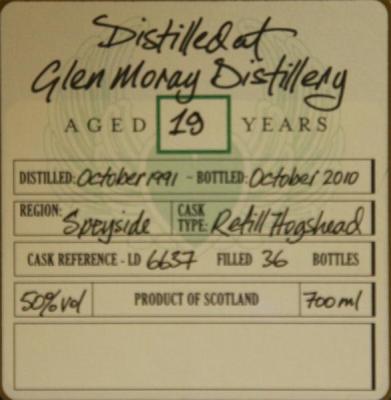 Distilled at
Glen Moray Distillery
AGED 19 YEARS
DISTILLED: October 1991 - BOTTLED: October 2010
REGION: Speyside CASK TYPE: Refill Hogshead
CASK REFERENCE - LD 6637 FILLED 36 BOTTLES
50% vol PRODUCT OF SCOTLAND 700 ml